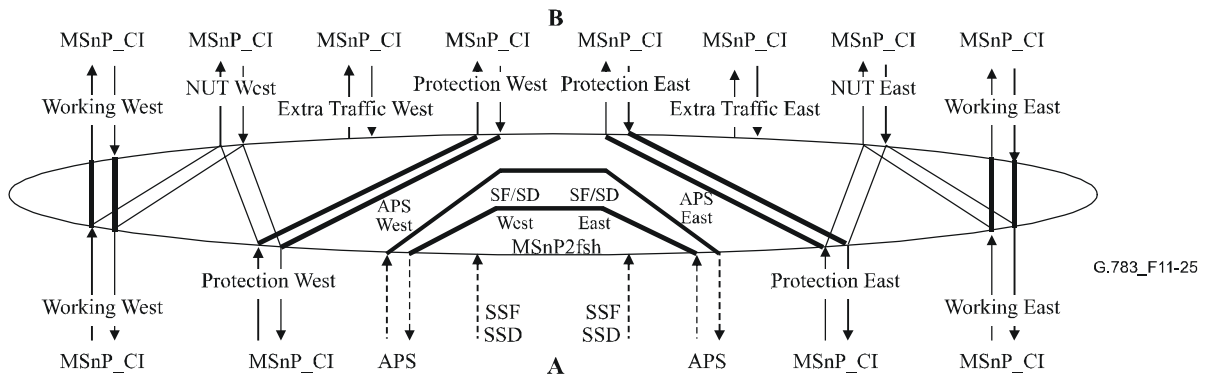 B
MSnP_CI MSnP_CI MSnP_CI MSnP_CI MSnP_CI MSnP_CI MSnP_CI MSnP_CI
NUT West Protection West Protection East NUT East
Working West Extra Traffic West Extra Traffic East Working East
APS West
SF/SD West
SF/SD East
APS East
MSnP2fsh
G.783_F11-25
Protection West Protection East
Working West Working East
SSF SSF
SSD SSD
MSnP_CI MSnP_CI APS APS MSnP_CI MSnP_CI
A